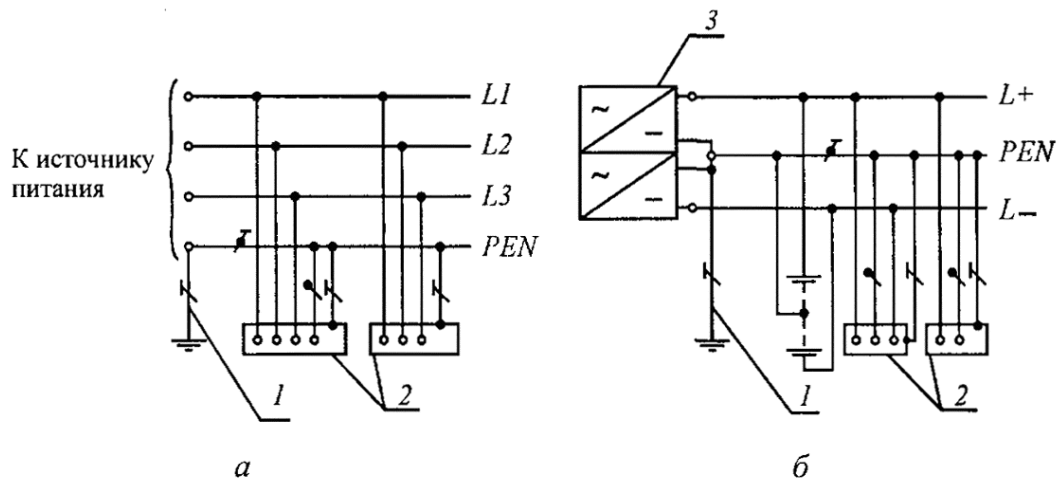 К источнику
питания
L1
L2
L3
PEN
1
2
а
3
~
–
~
–
L+
PEN
L–
1
2
б